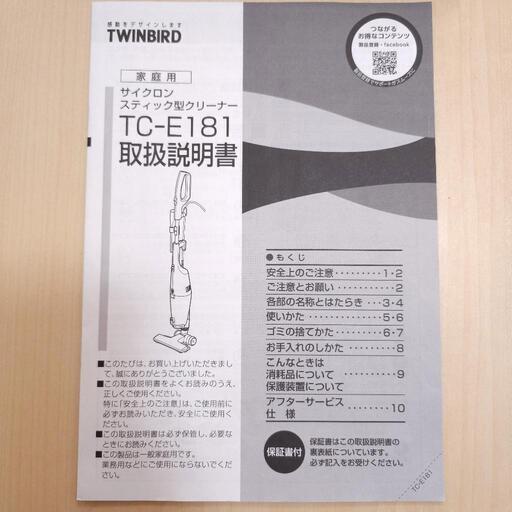 感動をデザインします
TWINBIRD
家庭用
サイクロン
スティック型クリーナー
TC-E181
取扱説明書
つながる
お得なコンテンツ
製品登録・facebook
●もくじ
安全上のご注意・・・・・・・・・1・2
ご注意とお願い・・・・・・・・・・・2
各部の名称とはたらき・・3・4
使いかた・・・・・・・・・・・・・・・5・6
ゴミの捨てかた・・・・・・・・・6・7
お手入れのしかた・・・・・・・・8
こんなときは
消耗品について・・・・・・・・・・・9
保護装置について
アフターサービス
仕様・・・・・・・・・・10
■このたびは、お買い上げいただきまし
て、誠にありがとうございました。
■この取扱説明書をよくお読みのうえ、
正しくご使用ください。
特に「安全上のご注意」は、ご使用前に
必ずお読みいただき、安全にご使用く
ださい。
■この取扱説明書は必ず保管し、必要な
ときにお読みください。
■この製品は一般家庭用です。
業務用などにご使用にならないでくだ
さい。
保証書付
保証書はこの取扱説明書の
裏表紙についています。
必ず記入をお受けください。
TC-E181